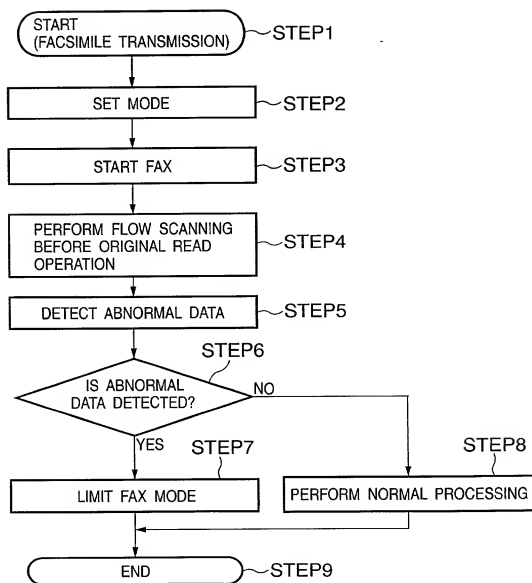 START
(FACSIMILE TRANSMISSION)
STEP1
SET MODE
STEP2
START FAX
STEP3
PERFORM FLOW SCANNING
BEFORE ORIGINAL READ
OPERATION
STEP4
DETECT ABNORMAL DATA
STEP5
STEP6
IS ABNORMAL
DATA DETECTED?
NO
YES
STEP7
LIMIT FAX MODE
STEP8
PERFORM NORMAL PROCESSING
END
STEP9